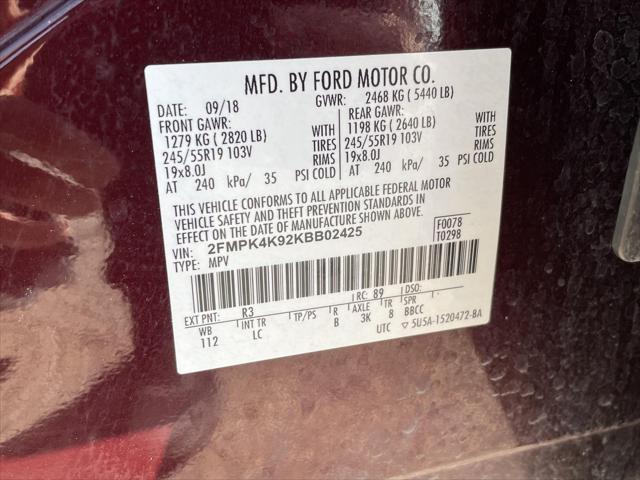 MFD. BY FORD MOTOR CO.
DATE: 09/18 GVWR: 2468 KG ( 5440 LB)
FRONT GAWR: REAR GAWR:
1279 KG ( 2820 LB) WITH 1198 KG ( 2640 LB) WITH
245/55R19 103V TIRES 245/55R19 103V TIRES
19x8.0J RIMS 19x8.0J RIMS
AT 240 kPa/ 35 PSI COLD AT 240 kPa/ 35 PSI COLD
THIS VEHICLE CONFORMS TO ALL APPLICABLE FEDERAL MOTOR
VEHICLE SAFETY AND THEFT PREVENTION STANDARDS IN
EFFECT ON THE DATE OF MANUFACTURE SHOWN ABOVE.
VIN: 2FMPK4K92KBB02425 F0078
TYPE: MPV T0298
EXT PNT: R3 RC: 89 DSO:
WB INT TR TP/PS R AXLE TR SPR
112 LC B 3K 8 BBCC
UTC ▽ 5U5A-1520472-BA